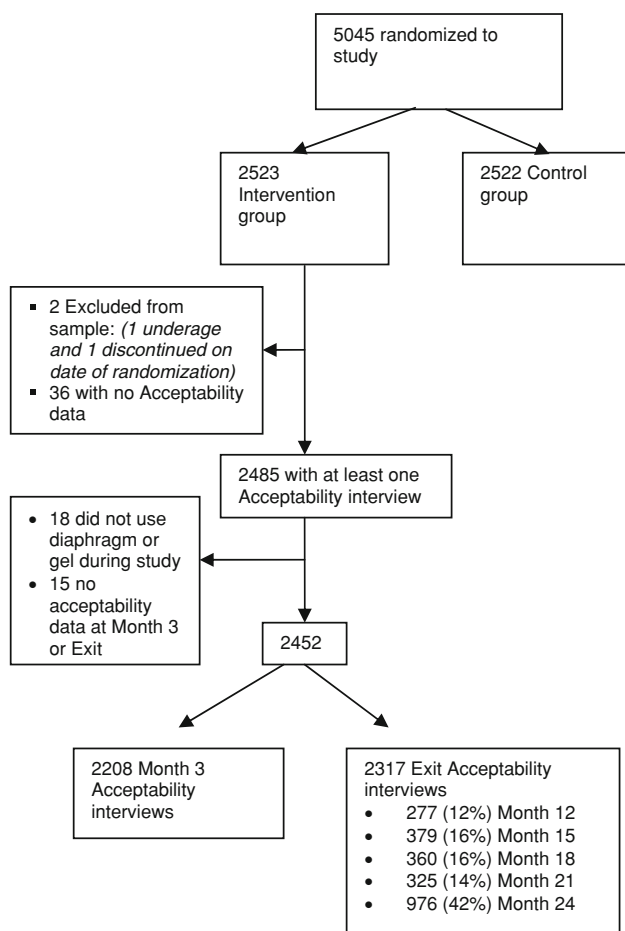 5045 randomized to
study
2523
Intervention
group
2522 Control
group
▪ 2 Excluded from
sample: (1 underage
and 1 discontinued on
date of randomization)
▪ 36 with no Acceptability
data
2485 with at least one
Acceptability interview
• 18 did not use
diaphragm or
gel during study
• 15 no
acceptability
data at Month 3
or Exit
2452
2208 Month 3
Acceptability
interviews
2317 Exit Acceptability
interviews
• 277 (12%) Month 12
• 379 (16%) Month 15
• 360 (16%) Month 18
• 325 (14%) Month 21
• 976 (42%) Month 24